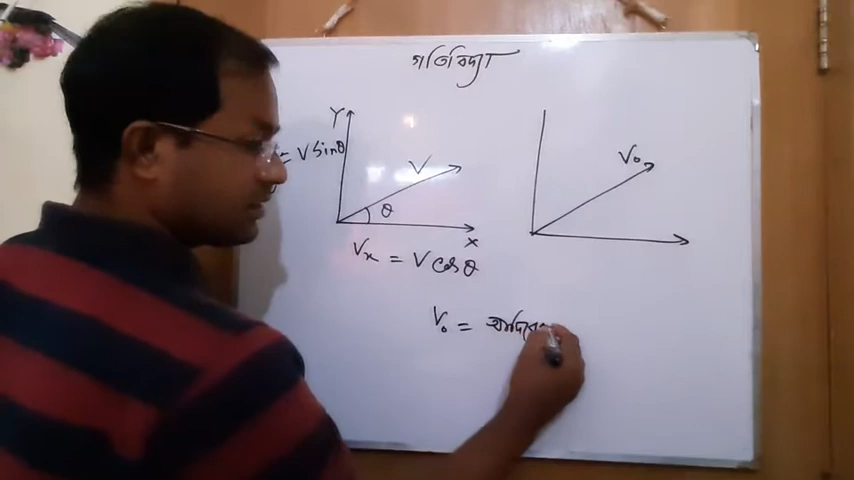 গতিবিদ্যা
Y
= V Sinθ
V
θ
X
Vx = V cosθ
V₀
V₀ =